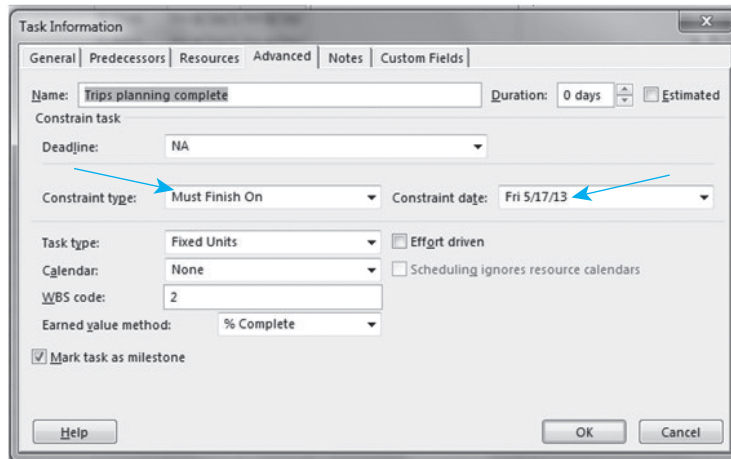 Task Information
General Predecessors Resources Advanced Notes Custom Fields
Name: Trips planning complete Duration: 0 days Estimated
Constrain task
Deadline: NA
Constraint type: Must Finish On Constraint date: Fri 5/17/13
Task type: Fixed Units Effort driven
Calendar: None Scheduling ignores resource calendars
WBS code: 2
Earned value method: % Complete
Mark task as milestone
Help OK Cancel